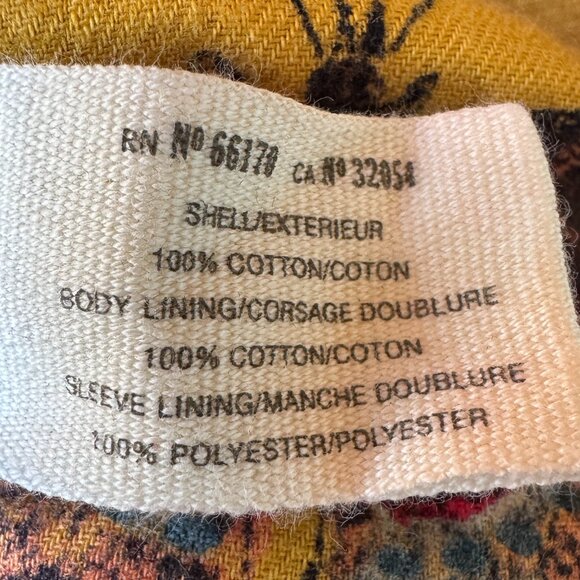 RN Nº 66170 CA Nº 32054
SHELL/EXTERIEUR
100% COTTON/COTON
BODY LINING/CORSAGE DOUBLURE
100% COTTON/COTON
SLEEVE LINING/MANCHE DOUBLURE
100% POLYESTER/POLYESTER